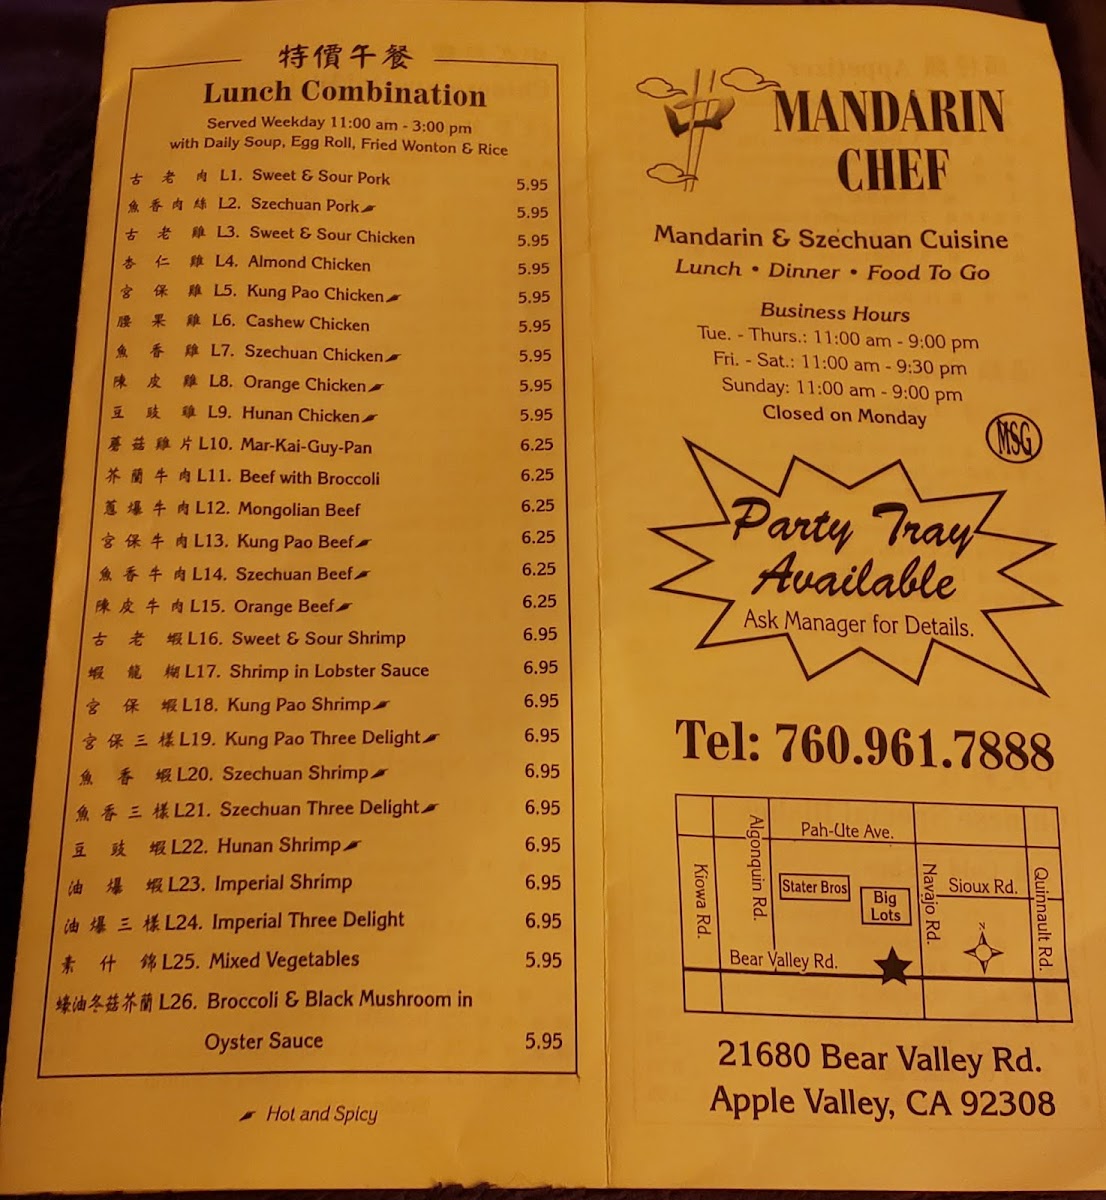 特價午餐
Lunch Combination
Served Weekday 11:00 am - 3:00 pm
with Daily Soup, Egg Roll, Fried Wonton & Rice
古老肉 L1. Sweet & Sour Pork 5.95
魚香肉絲 L2. Szechuan Pork 5.95
古老雞 L3. Sweet & Sour Chicken 5.95
杏仁雞 L4. Almond Chicken 5.95
宮保雞 L5. Kung Pao Chicken 5.95
腰果雞 L6. Cashew Chicken 5.95
魚香雞 L7. Szechuan Chicken 5.95
陳皮雞 L8. Orange Chicken 5.95
豆豉雞 L9. Hunan Chicken 5.95
蘑菇雞片 L10. Mar-Kai-Guy-Pan 6.25
芥蘭牛肉 L11. Beef with Broccoli 6.25
蔥爆牛肉 L12. Mongolian Beef 6.25
宮保牛肉 L13. Kung Pao Beef 6.25
魚香牛肉 L14. Szechuan Beef 6.25
陳皮牛肉 L15. Orange Beef 6.25
古老蝦 L16. Sweet & Sour Shrimp 6.95
蝦龍糊 L17. Shrimp in Lobster Sauce 6.95
宮保蝦 L18. Kung Pao Shrimp 6.95
宮保三樣 L19. Kung Pao Three Delight 6.95
魚香蝦 L20. Szechuan Shrimp 6.95
魚香三樣 L21. Szechuan Three Delight 6.95
豆豉蝦 L22. Hunan Shrimp 6.95
油爆蝦 L23. Imperial Shrimp 6.95
油爆三樣 L24. Imperial Three Delight 6.95
素什錦 L25. Mixed Vegetables 5.95
蠔油冬菇芥蘭 L26. Broccoli & Black Mushroom in
Oyster Sauce 5.95
Hot and Spicy
MANDARIN
CHEF
Mandarin & Szechuan Cuisine
Lunch • Dinner • Food To Go
Business Hours
Tue. - Thurs.: 11:00 am - 9:00 pm
Fri. - Sat.: 11:00 am - 9:30 pm
Sunday: 11:00 am - 9:00 pm
Closed on Monday
MSG
Party Tray
Available
Ask Manager for Details.
Tel: 760.961.7888
Pah-Ute Ave.
Kiowa Rd.
Algonquin Rd.
Stater Bros
Big
Lots
Navajo Rd.
Sioux Rd.
Quinnault Rd.
N
Bear Valley Rd.
21680 Bear Valley Rd.
Apple Valley, CA 92308